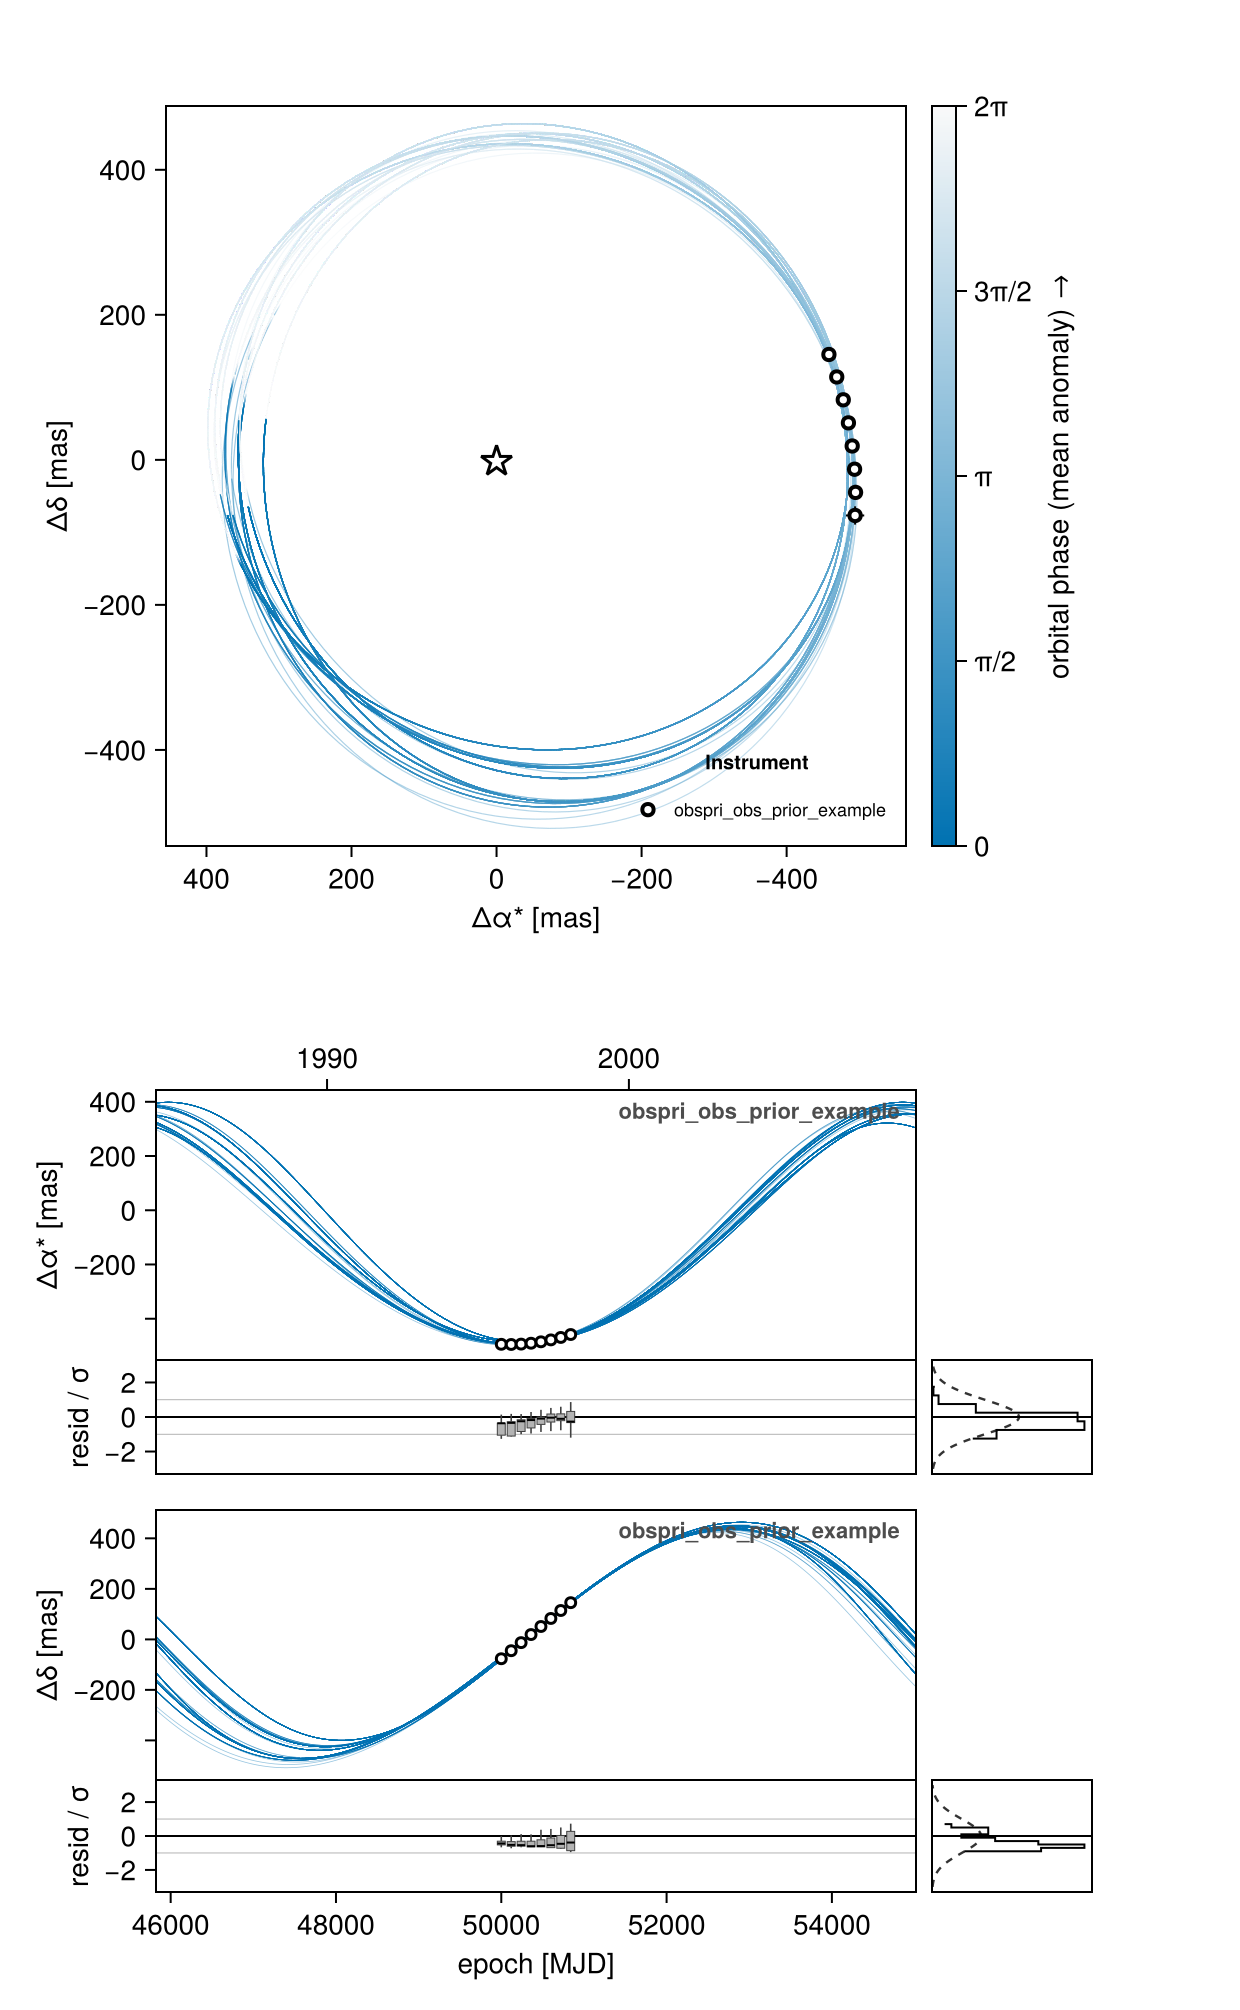 400
200
0
−200
−400
Δδ [mas]
400
200
0
−200
−400
Δα* [mas]
Instrument
obspri_obs_prior_example
2π
3π/2
π
π/2
0
orbital phase (mean anomaly) →
1990
2000
400
200
0
−200
Δα* [mas]
obspri_obs_prior_example
2
0
−2
resid / σ
400
200
0
−200
Δδ [mas]
obspri_obs_prior_example
2
0
−2
resid / σ
46000
48000
50000
52000
54000
epoch [MJD]